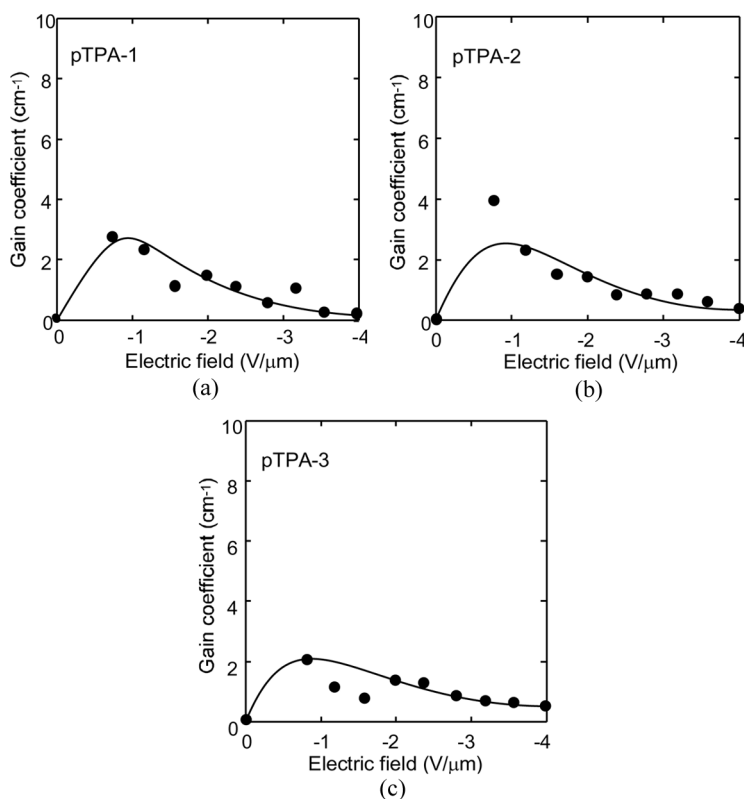 10
8
6
4
2
0
pTPA-1
Gain coefficient (cm-1)
0 -1 -2 -3 -4
Electric field (V/μm)
(a)
10
8
6
4
2
0
pTPA-2
Gain coefficient (cm-1)
0 -1 -2 -3 -4
Electric field (V/μm)
(b)
10
8
6
4
2
0
pTPA-3
Gain coefficient (cm-1)
0 -1 -2 -3 -4
Electric field (V/μm)
(c)